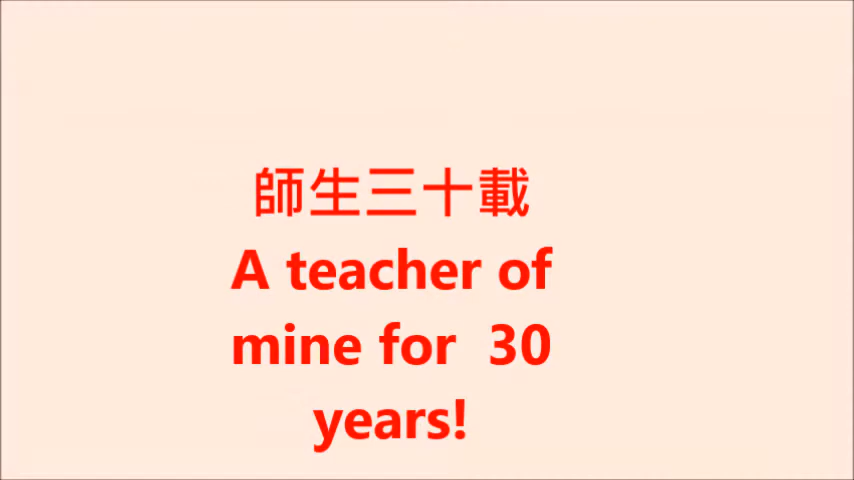 師生三十載
A teacher of
mine for  30
years!